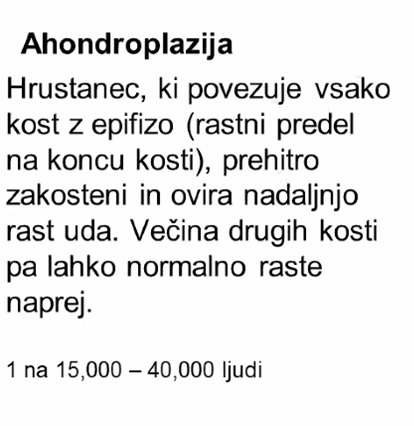 Ahondroplazija
Hrustanec, ki povezuje vsako
kost z epifizo (rastni predel
na koncu kosti), prehitro
zakosteni in ovira nadaljnjo
rast uda. Večina drugih kosti
pa lahko normalno raste
naprej.
1 na 15,000 – 40,000 ljudi